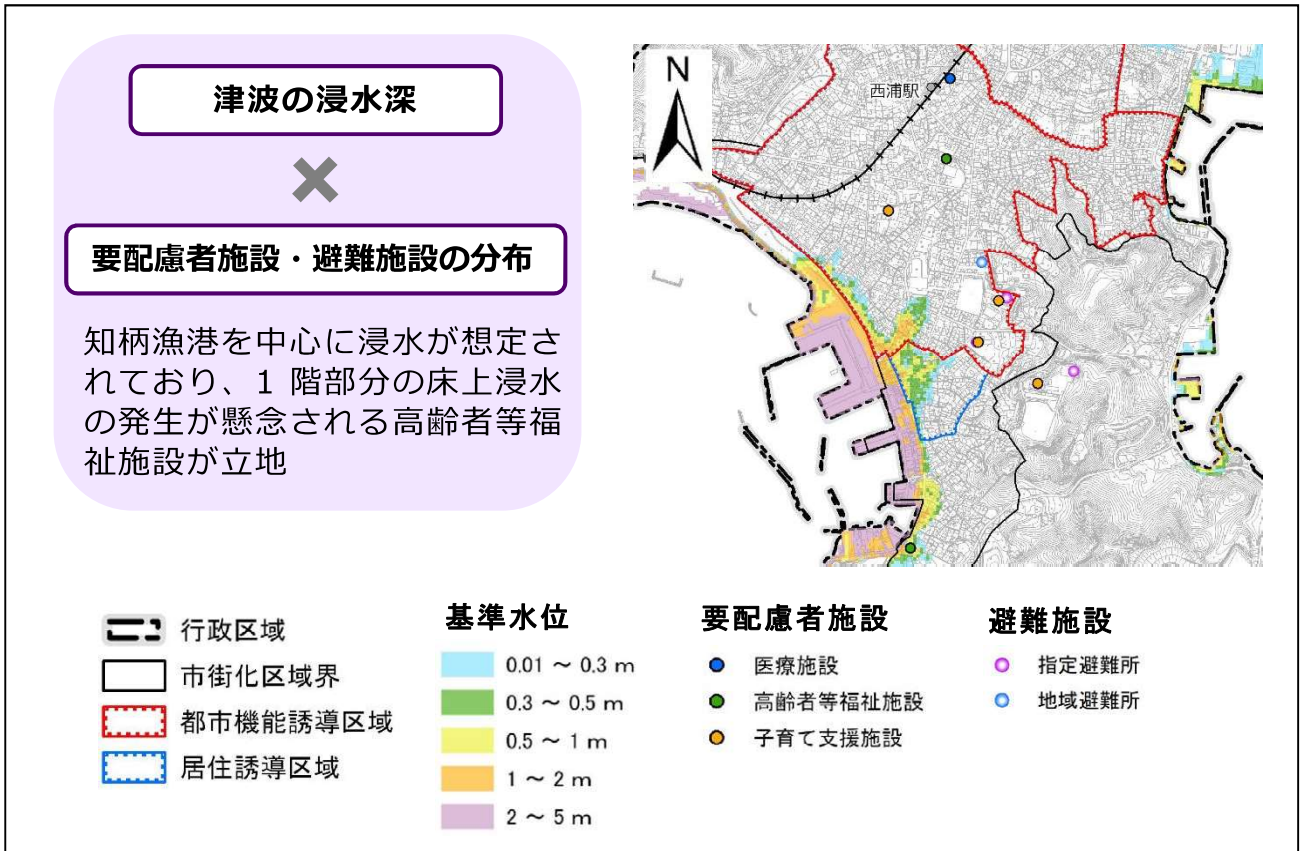 津波の浸水深
×
要配慮者施設・避難施設の分布
知柄漁港を中心に浸水が想定さ
れており、1 階部分の床上浸水
の発生が懸念される高齢者等福
祉施設が立地
N
西浦駅
行政区域
市街化区域界
都市機能誘導区域
居住誘導区域
基準水位
0.01 ～ 0.3 m
0.3 ～ 0.5 m
0.5 ～ 1 m
1 ～ 2 m
2 ～ 5 m
要配慮者施設
医療施設
高齢者等福祉施設
子育て支援施設
避難施設
指定避難所
地域避難所